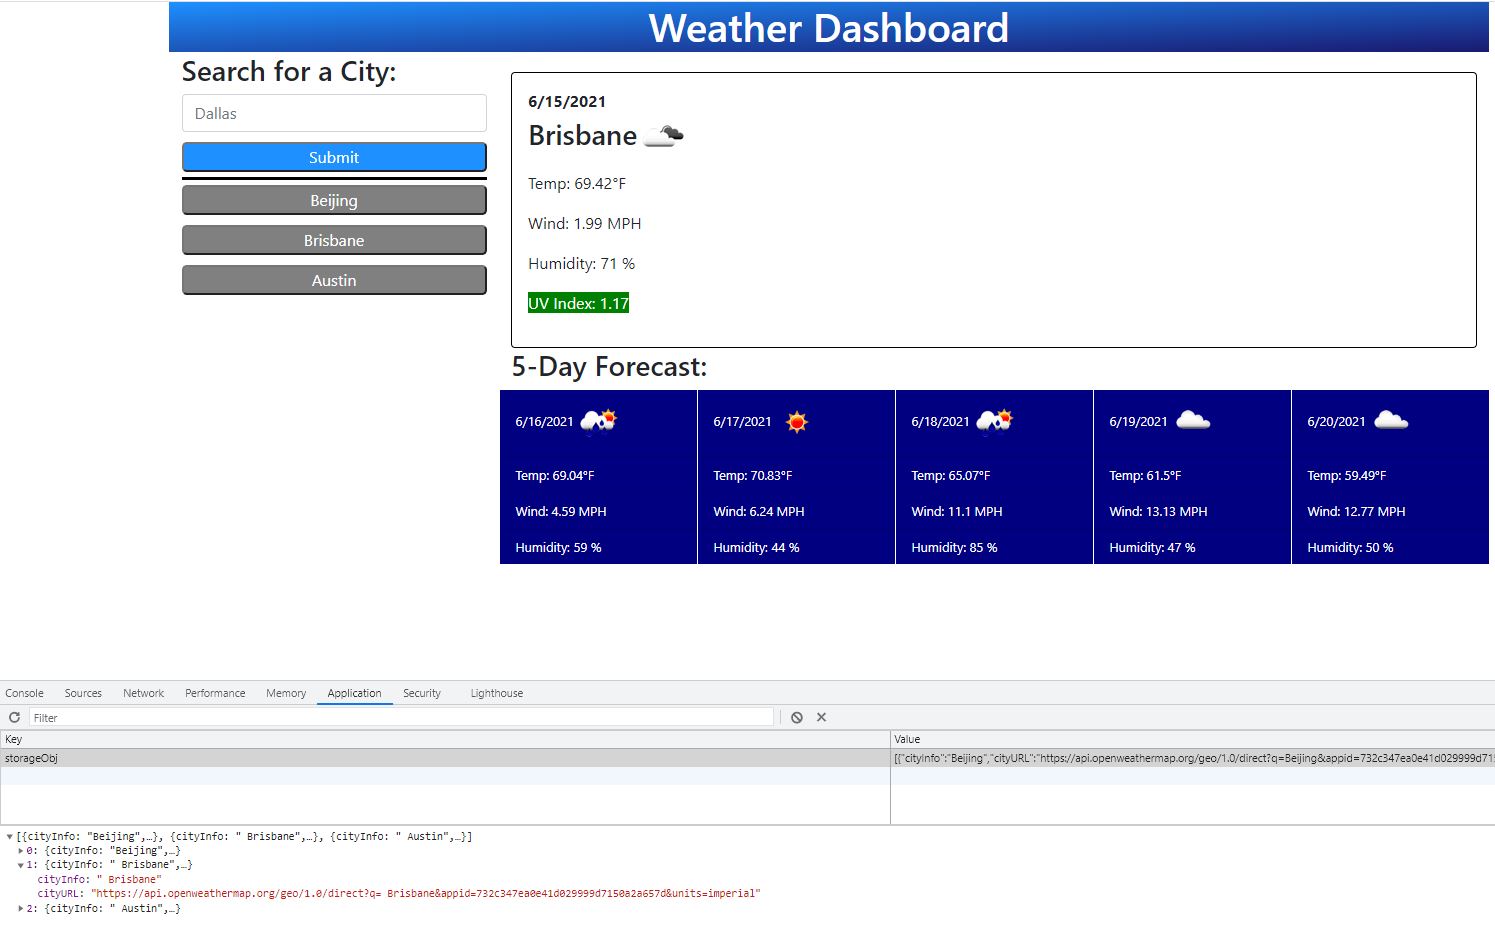 Weather Dashboard
Search for a City:
Dallas
Submit
Beijing
Brisbane
Austin
6/15/2021
Brisbane
Temp: 69.42°F
Wind: 1.99 MPH
Humidity: 71 %
UV Index: 1.17
5-Day Forecast:
6/16/2021
Temp: 69.04°F
Wind: 4.59 MPH
Humidity: 59 %
6/17/2021
Temp: 70.83°F
Wind: 6.24 MPH
Humidity: 44 %
6/18/2021
Temp: 65.07°F
Wind: 11.1 MPH
Humidity: 85 %
6/19/2021
Temp: 61.5°F
Wind: 13.13 MPH
Humidity: 47 %
6/20/2021
Temp: 59.49°F
Wind: 12.77 MPH
Humidity: 50 %
Console Sources Network Performance Memory Application Security Lighthouse
Filter
Key Value
storageObj [{"cityInfo":"Beijing","cityURL":"https://api.openweathermap.org/geo/1.0/direct?q=Beijing&appid=732c347ea0e41d029999d715
[{cityInfo: "Beijing",…}, {cityInfo: " Brisbane",…}, {cityInfo: " Austin",…}]
0: {cityInfo: "Beijing",…}
1: {cityInfo: " Brisbane",…}
cityInfo: " Brisbane"
cityURL: "https://api.openweathermap.org/geo/1.0/direct?q= Brisbane&appid=732c347ea0e41d029999d7150a2a657d&units=imperial"
2: {cityInfo: " Austin",…}